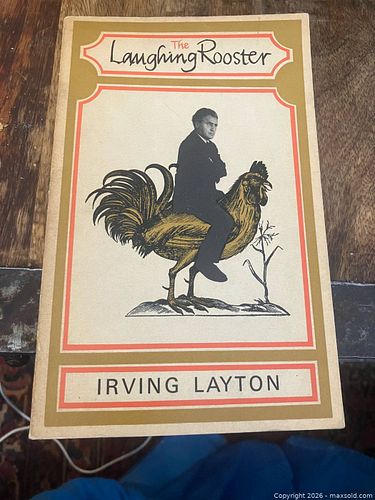 The
Laughing Rooster
IRVING LAYTON
Copyright 2026 - maxsold.com